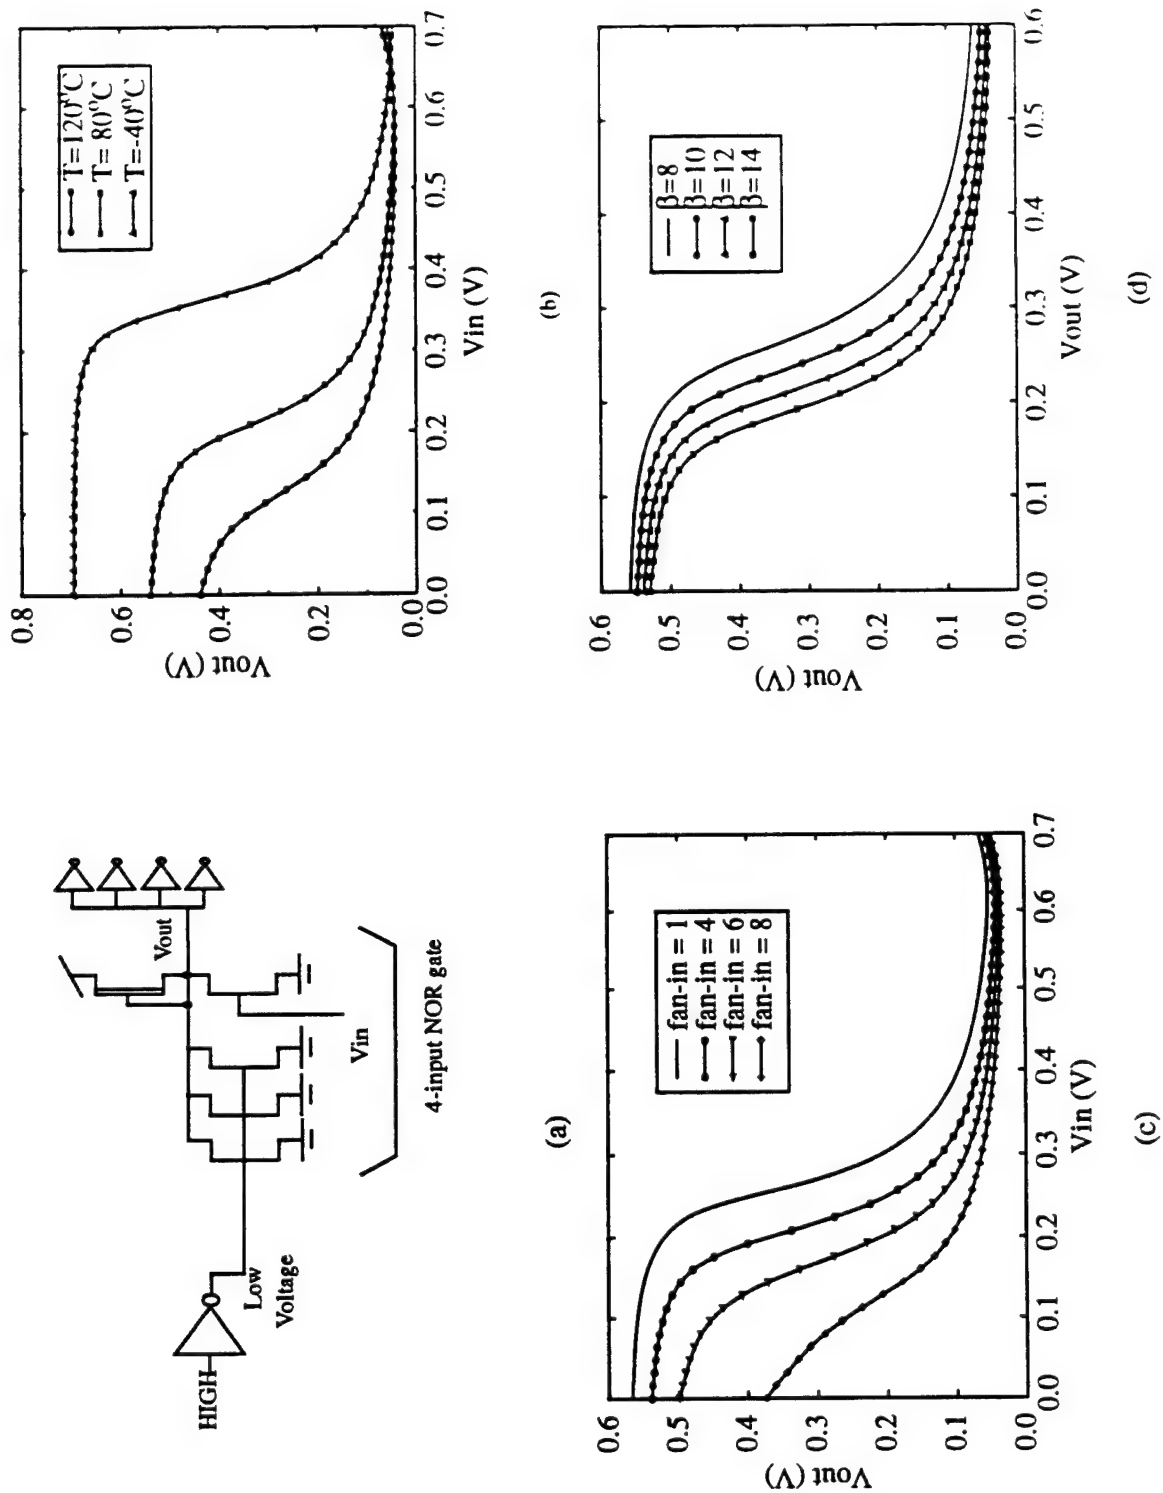 HIGH
Low
Voltage
Vout
Vin
4-input NOR gate
(a)
T=120°C
T= 80°C
T=-40°C
0.8
0.6
0.4
0.2
0.0
Vout (V)
0.0
0.1
0.2
0.3
0.4
0.5
0.6
0.7
Vin (V)
(b)
fan-in = 1
fan-in = 4
fan-in = 6
fan-in = 8
0.6
0.5
0.4
0.3
0.2
0.1
0.0
Vout (V)
0.0
0.1
0.2
0.3
0.4
0.5
0.6
0.7
Vin (V)
(c)
β=8
β=10
β=12
β=14
0.6
0.5
0.4
0.3
0.2
0.1
0.0
Vout (V)
0.0
0.1
0.2
0.3
0.4
0.5
0.6
Vout (V)
(d)